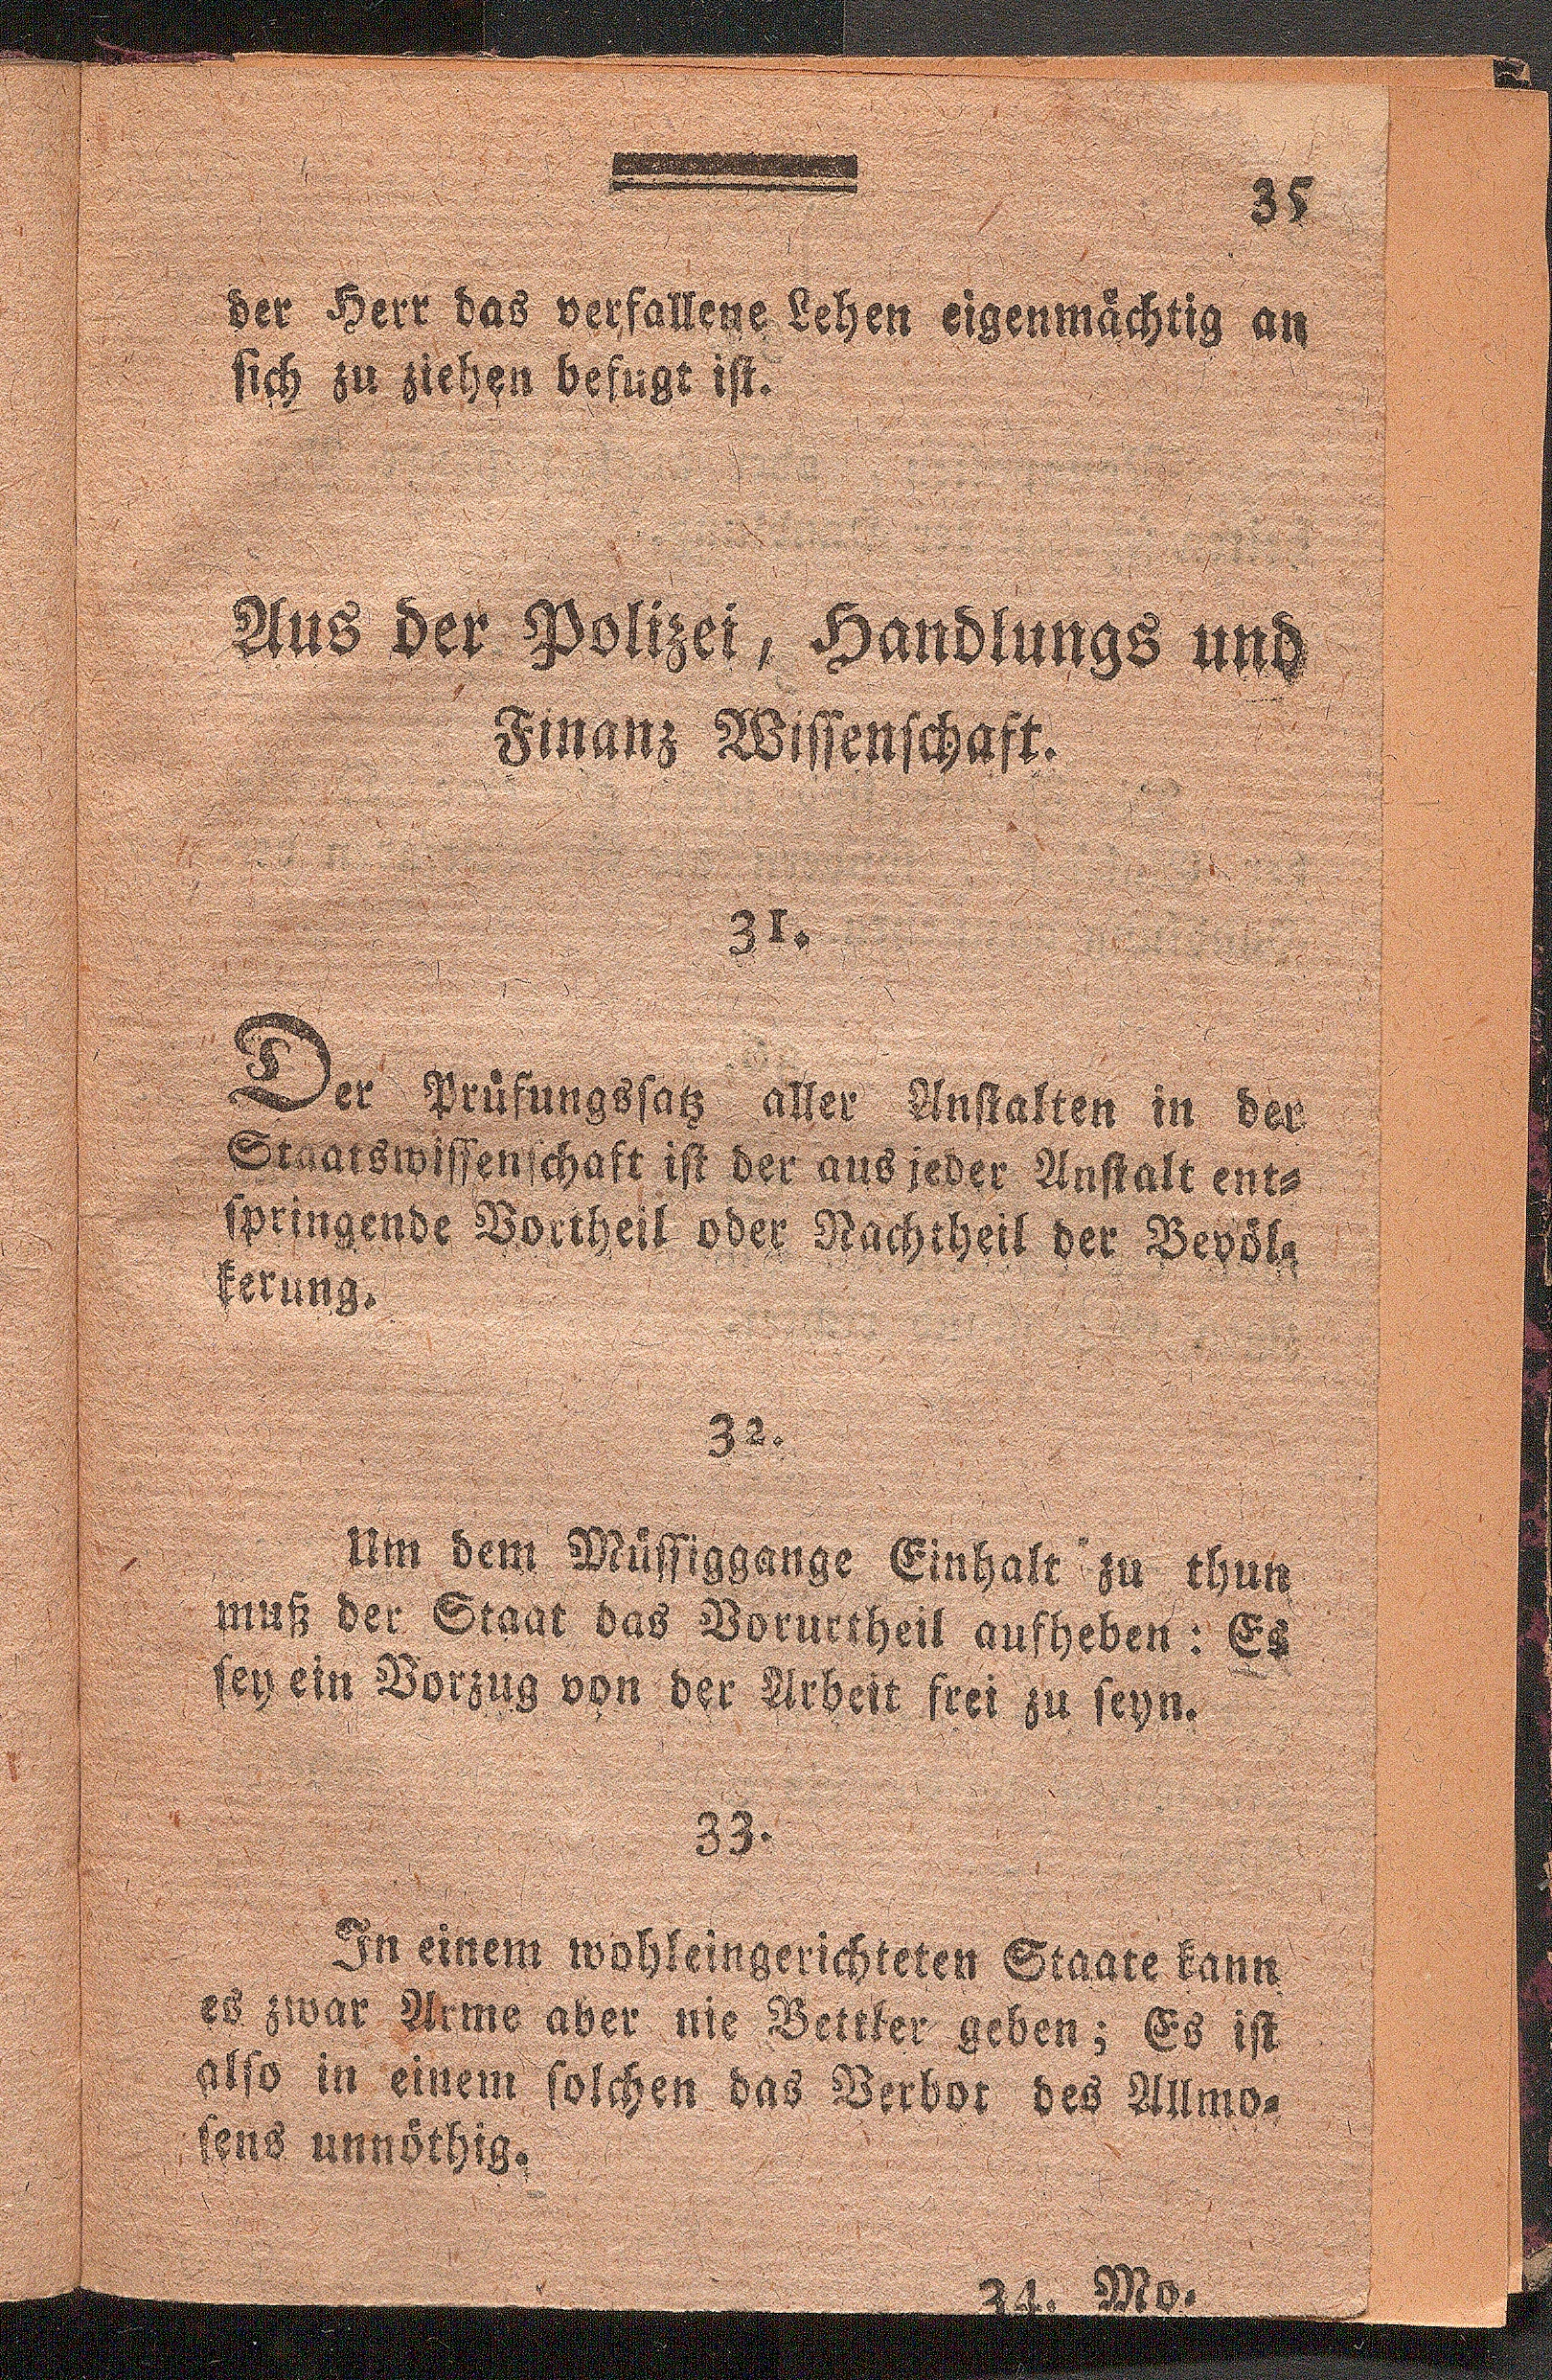 35
der Herr das verfallene Lehen eigenmächtig an
sich zu ziehen befugt ist.
Aus der Polizei, Handlungs und
Finanz Wissenschaft.
31.
Der Prüfungssatz aller Anstalten in der
Staatswissenschaft ist der aus jeder Anstalt ent-
springende Vortheil oder Nachtheil der Bevöl-
kerung.
32.
Um dem Müssiggange Einhalt zu thun
muß der Staat das Vorurtheil aufheben: Es
sey ein Vorzug von der Arbeit frei zu seyn.
33.
In einem wohleingerichteten Staate kann
es zwar Arme aber nie Bettler geben; Es ist
also in einem solchen das Verbot des Allmo-
sens unnöthig.
34. Mo-